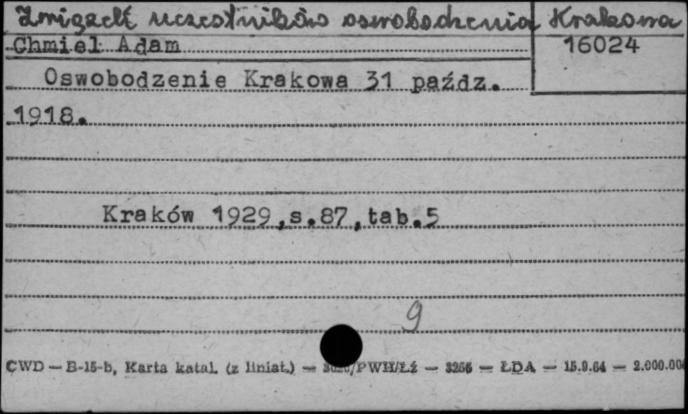 Związek uczestników oswobodzenia Krakowa
Chmiel Adam 16024
Oswobodzenie Krakowa 31 paźdz.
1918.
Kraków 1929,s.87,tab.5
9
CWD — B-15-b, Karta katal. (z liniat.) — /PWH/Łź — 3256 — ŁDA — 15.9.64 — 2.000.000